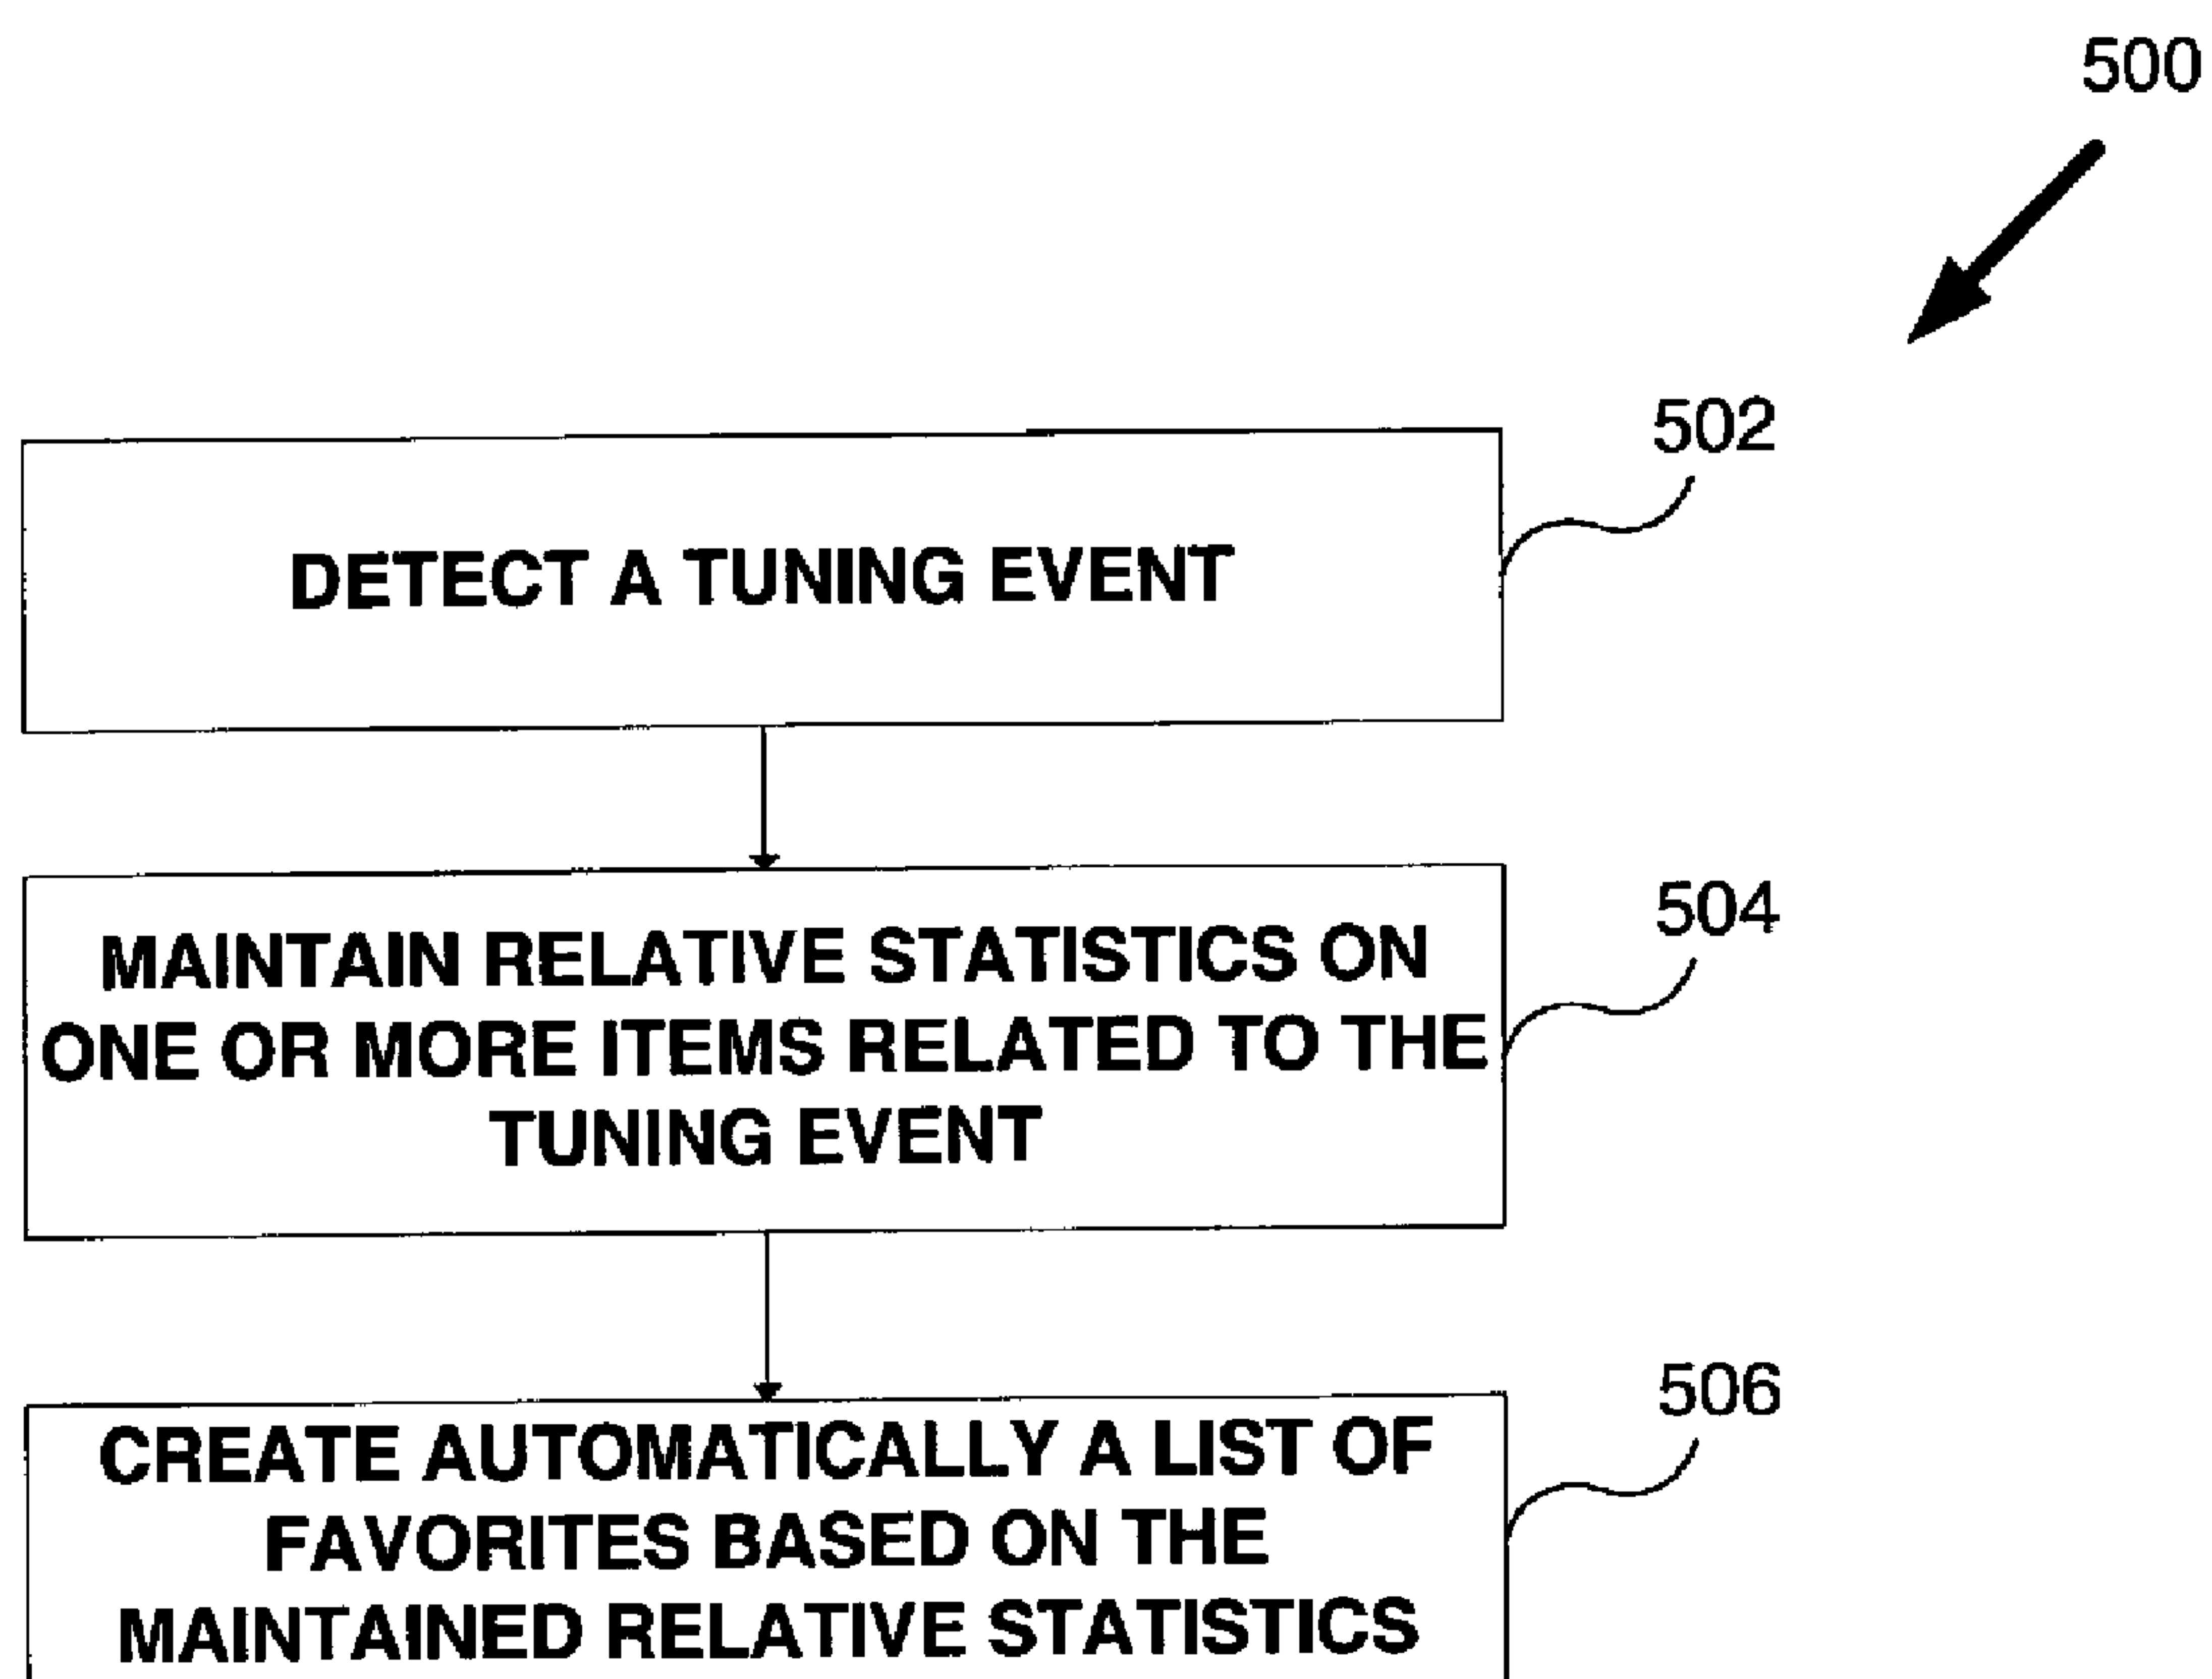 500
502
DETECT A TUNING EVENT
504
MAINTAIN RELATIVE STATISTICS ON
ONE OR MORE ITEMS RELATED TO THE
TUNING EVENT
506
CREATE AUTOMATICALLY A LIST OF
FAVORITES BASED ON THE
MAINTAINED RELATIVE STATISTICS